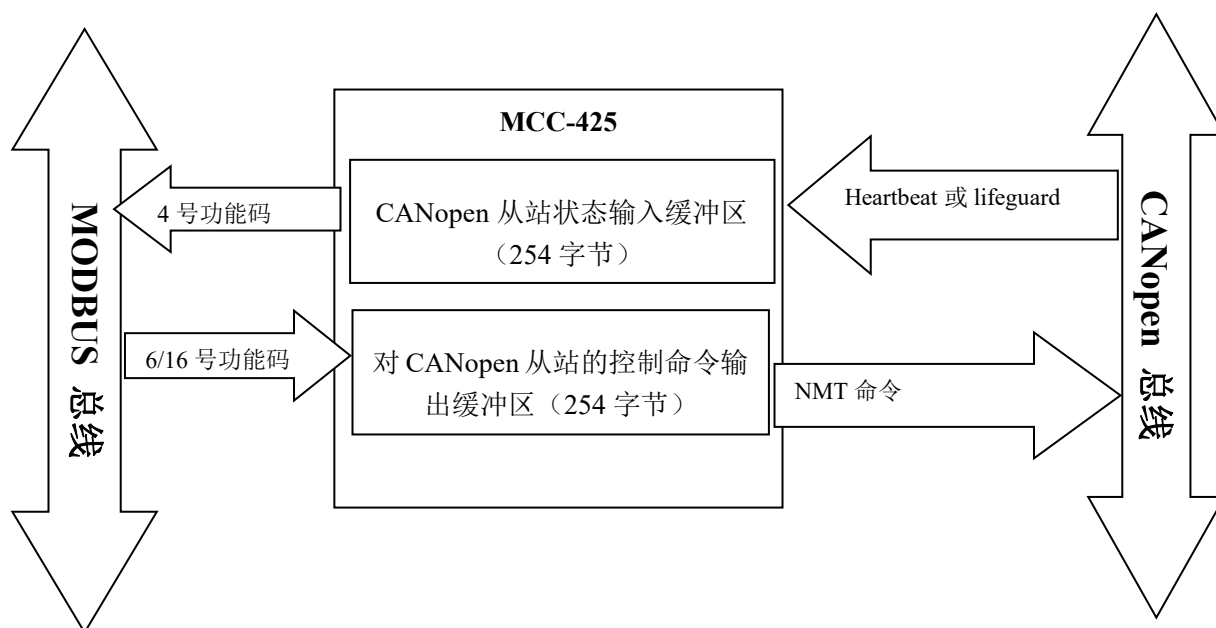 MCC-425
MODBUS 总线
4 号功能码
CANopen 从站状态输入缓冲区
（254 字节）
Heartbeat 或 lifeguard
CANopen 总线
6/16 号功能码
对 CANopen 从站的控制命令输
出缓冲区（254 字节）
NMT 命令